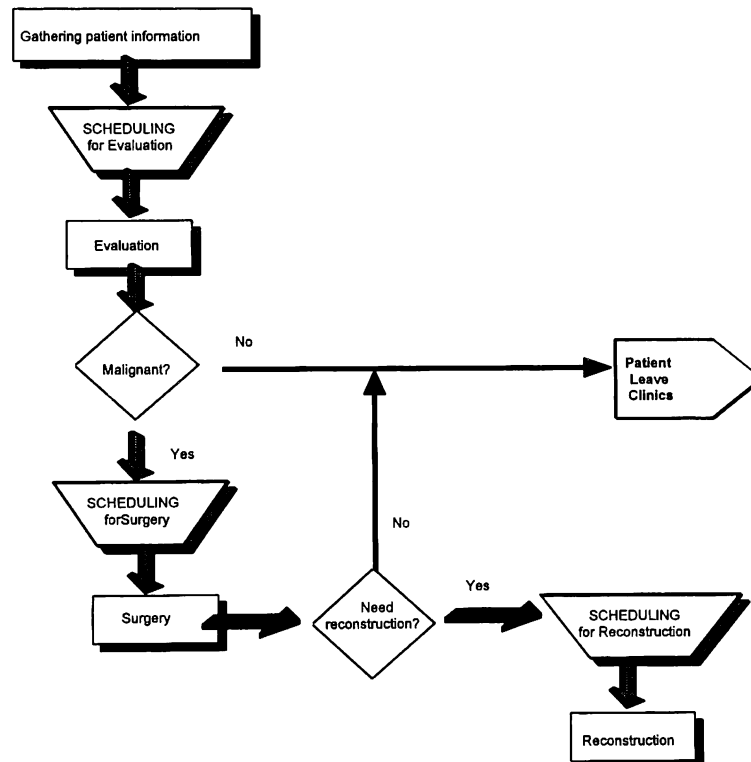 Gathering patient information
SCHEDULING
for Evaluation
Evaluation
Malignant?
No
Patient
Leave
Clinics
Yes
SCHEDULING
forSurgery
No
Surgery
Need
reconstruction?
Yes
SCHEDULING
for Reconstruction
Reconstruction